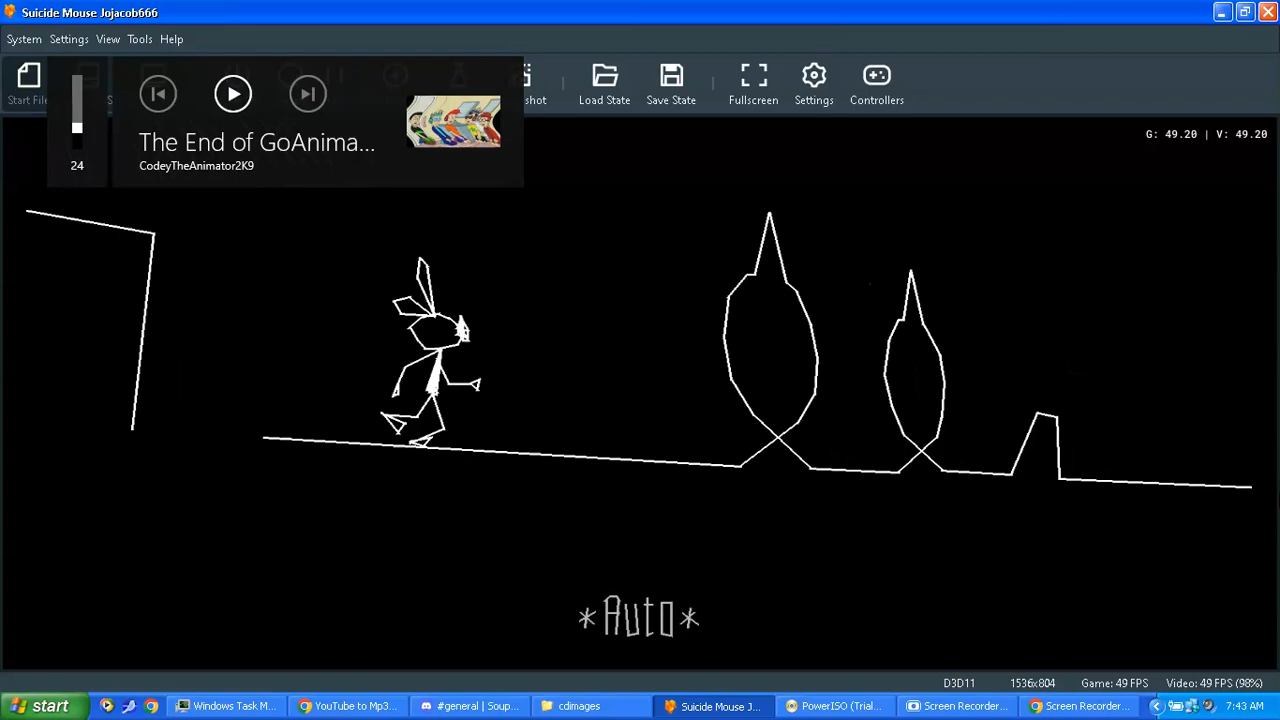 Suicide Mouse Jojacob666
System Settings View Tools Help
Start File
shot
Load State
Save State
Fullscreen
Settings
Controllers
24
The End of GoAnima...
CodeyTheAnimator2K9
G: 49.20 | V: 49.20
*Auto*
D3D11 1536x804 Game: 49 FPS Video: 49 FPS (98%)
start
Windows Task M...
YouTube to Mp3...
#general | Soup...
cdimages
Suicide Mouse J...
PowerISO (Trial...
Screen Recorder...
Screen Recorder...
7:43 AM